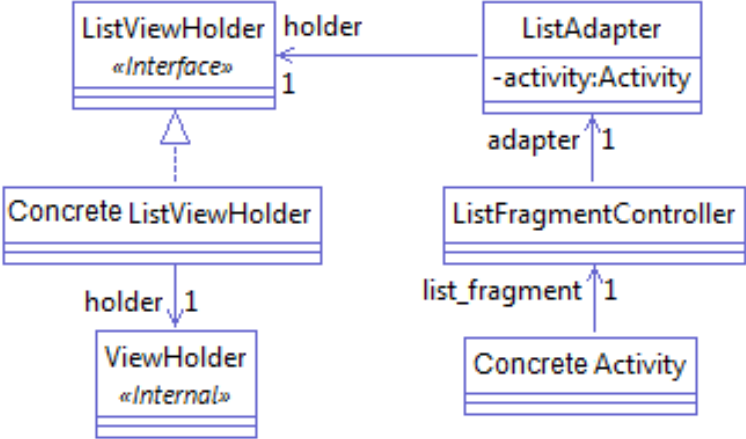 ListViewHolder
«Interface»
holder
1
ListAdapter
-activity:Activity
adapter 1
Concrete ListViewHolder
ListFragmentController
holder 1
list_fragment 1
ViewHolder
«Internal»
Concrete Activity